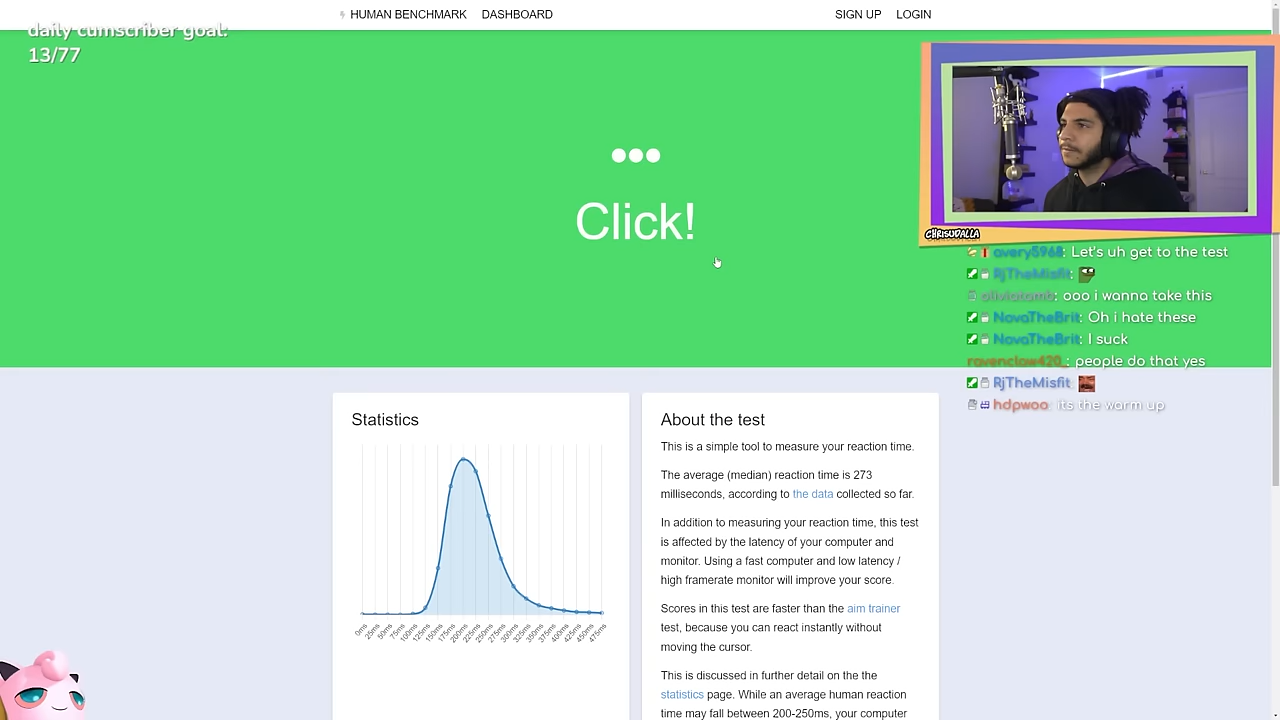 HUMAN BENCHMARK DASHBOARD SIGN UP LOGIN
daily cumscriber goal:
13/77
Click!
CHRISUDALLA
avery5968: Let's uh get to the test
RjTheMisfit:
oliviatamb: ooo i wanna take this
NovaTheBrit: Oh i hate these
NovaTheBrit: I suck
ravenclaw420_: people do that yes
RjTheMisfit:
hdpwoo: its the warm up
Statistics
0ms 25ms 50ms 75ms 100ms 125ms 150ms 175ms 200ms 225ms 250ms 275ms 300ms 325ms 350ms 375ms 400ms 425ms 450ms 475ms
About the test
This is a simple tool to measure your reaction time.
The average (median) reaction time is 273
milliseconds, according to the data collected so far.
In addition to measuring your reaction time, this test
is affected by the latency of your computer and
monitor. Using a fast computer and low latency /
high framerate monitor will improve your score.
Scores in this test are faster than the aim trainer
test, because you can react instantly without
moving the cursor.
This is discussed in further detail on the the
statistics page. While an average human reaction
time may fall between 200-250ms, your computer